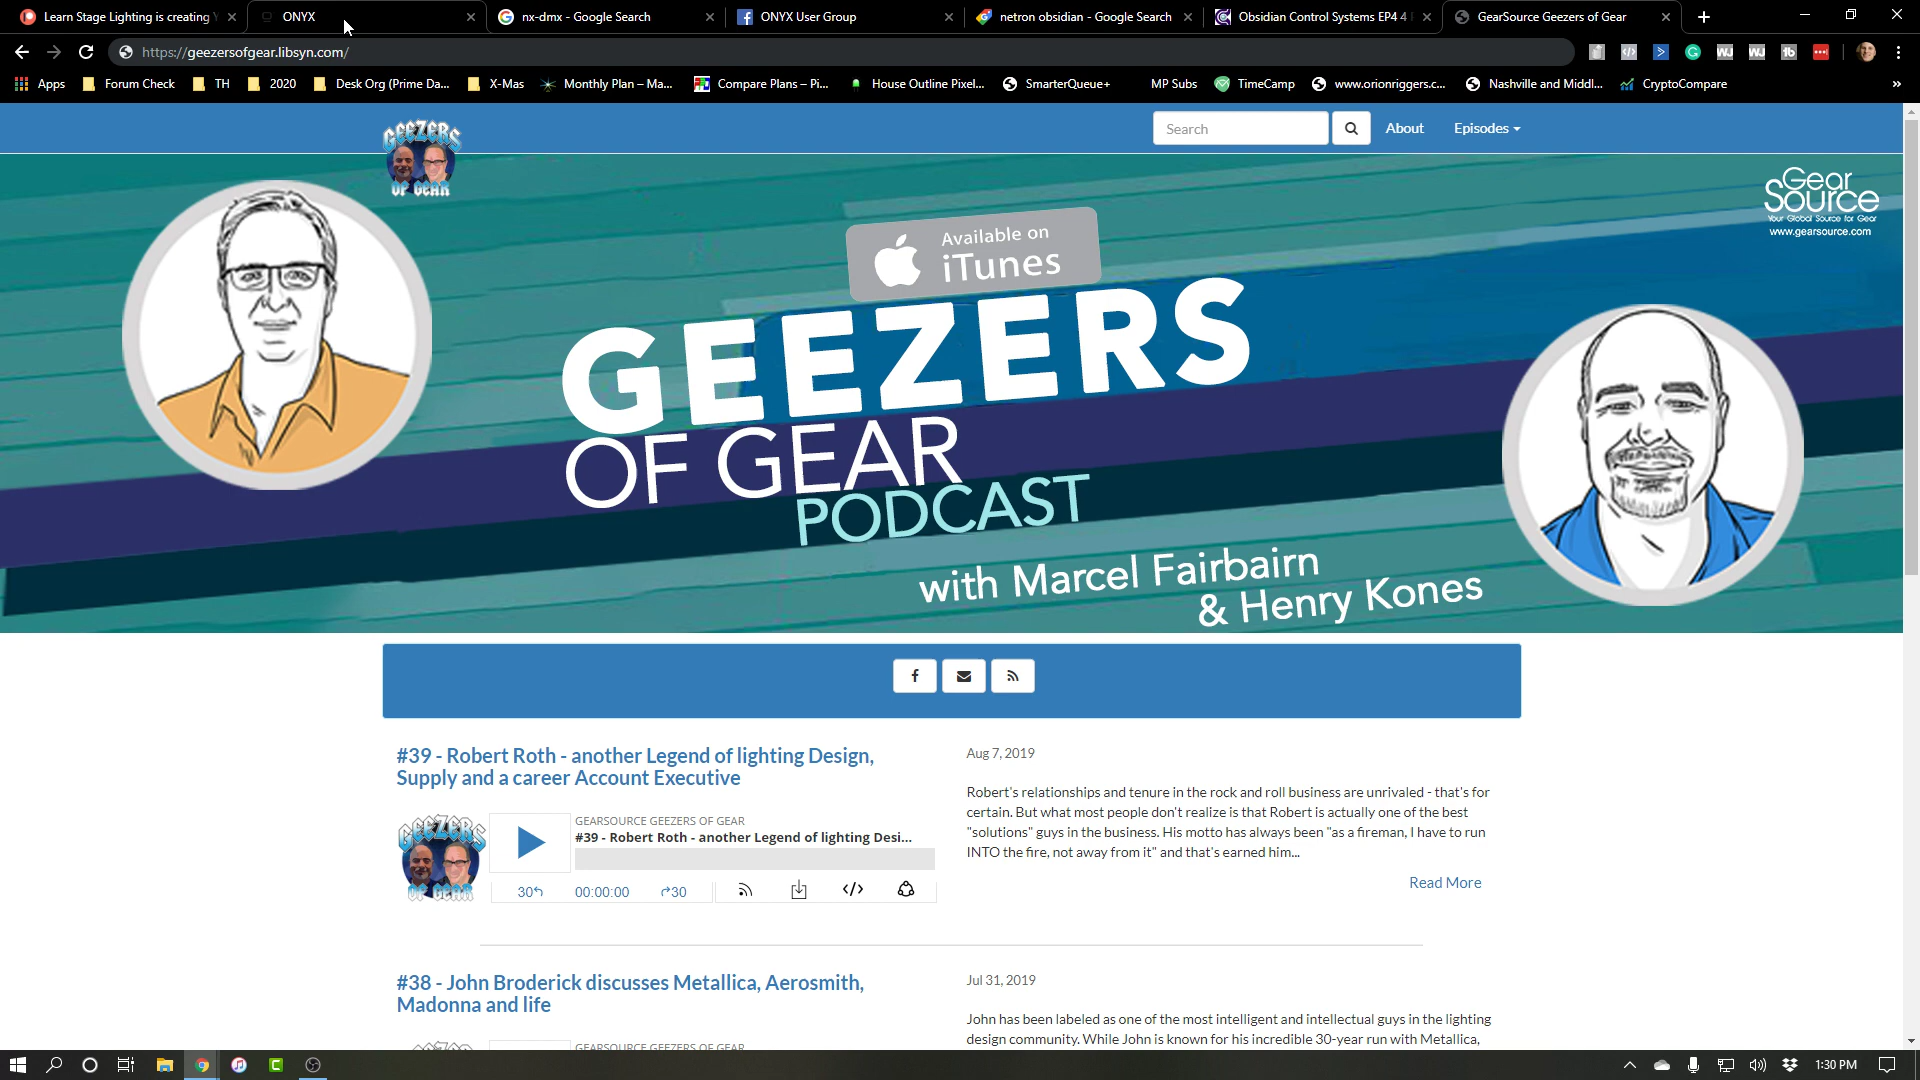 Learn Stage Lighting is creating Y
ONYX
nx-dmx - Google Search
ONYX User Group
netron obsidian - Google Search
Obsidian Control Systems EP4 4
GearSource Geezers of Gear
https://geezersofgear.libsyn.com/
Apps
Forum Check
TH
2020
Desk Org (Prime Da...
X-Mas
Monthly Plan – Ma...
Compare Plans – Pi...
House Outline Pixel...
SmarterQueue+
MP Subs
TimeCamp
www.orionriggers.c...
Nashville and Middl...
CryptoCompare
»
GEEZERS
OF GEAR
Search
About
Episodes
Gear
Source
Your Global Source for Gear
www.gearsource.com
Available on
iTunes
GEEZERS
OF GEAR
PODCAST
with Marcel Fairbairn
& Henry Kones
#39 - Robert Roth - another Legend of lighting Design,
Supply and a career Account Executive
Aug 7, 2019
Robert's relationships and tenure in the rock and roll business are unrivaled - that's for
certain. But what most people don't realize is that Robert is actually one of the best
"solutions" guys in the business. His motto has always been "as a fireman, I have to run
INTO the fire, not away from it" and that's earned him...
Read More
GEEZERS
OF GEAR
GEARSOURCE GEEZERS OF GEAR
#39 - Robert Roth - another Legend of lighting Desi...
30
00:00:00
30
#38 - John Broderick discusses Metallica, Aerosmith,
Madonna and life
Jul 31, 2019
John has been labeled as one of the most intelligent and intellectual guys in the lighting
design community. While John is known for his incredible 30-year run with Metallica,
GEARSOURCE GEEZERS OF GEAR
1:30 PM